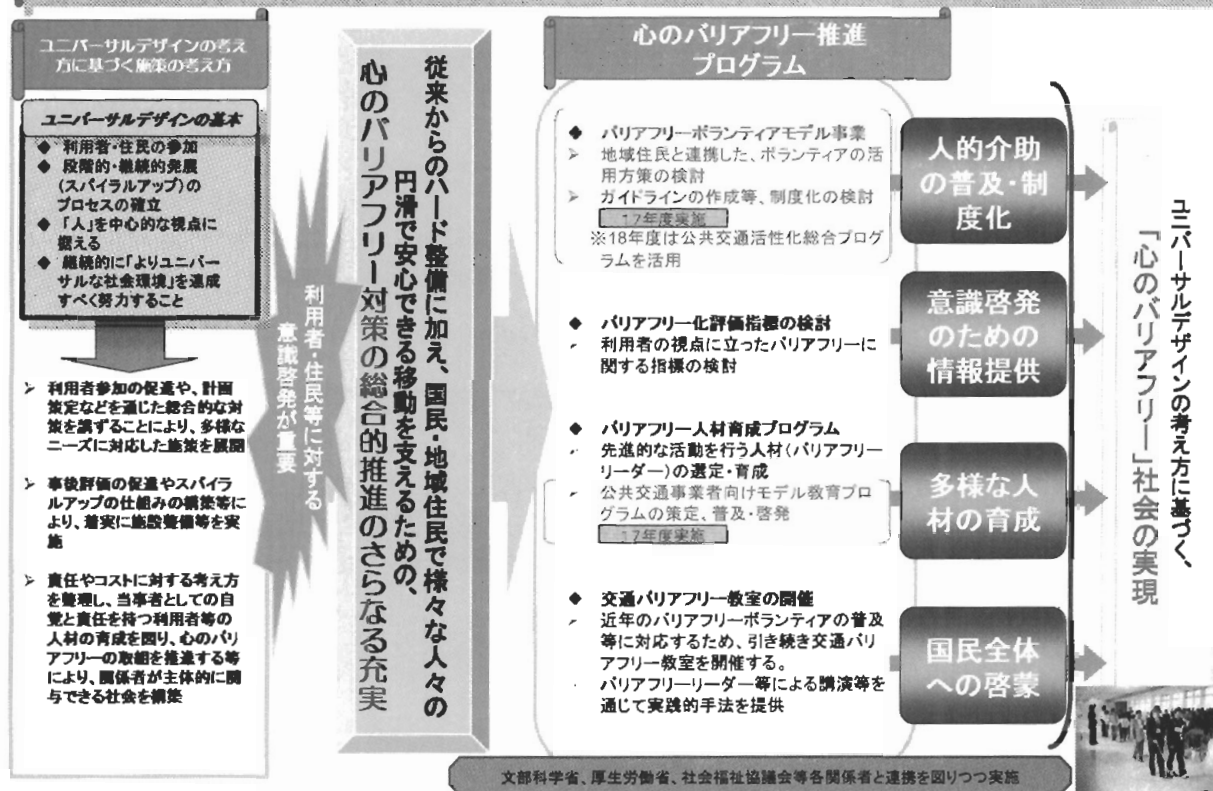 ユニバーサルデザインの考え
方に基づく施策の考え方
ユニバーサルデザインの基本
◆ 利用者・住民の参加
◆ 段階的・継続的発展
(スパイラルアップ)の
プロセスの確立
◆ 「人」を中心的な視点に
据える
◆ 継続的に「よりユニバー
サルな社会環境」を達成
すべく努力すること
➢ 利用者参加の促進や、計画
策定などを通じた総合的な対
策を講ずることにより、多様な
ニーズに対応した施策を展開
➢ 事後評価の促進やスパイラ
ルアップの仕組みの構築等に
より、着実に施設整備等を実
施
➢ 責任やコストに対する考え方
を整理し、当事者としての自
覚と責任を持つ利用者等の
人材の育成を図り、心のバリ
アフリーの取組を推進する等
により、関係者が主体的に関
与できる社会を構築
利用者・住民等に対する
意識啓発が重要
従来からのハード整備に加え、国民・地域住民で様々な人々の
円滑で安心できる移動を支えるための、
心のバリアフリー対策の総合的推進のさらなる充実
心のバリアフリー推進
プログラム
◆ バリアフリーボランティアモデル事業
➢ 地域住民と連携した、ボランティアの活
用方策の検討
➢ ガイドラインの作成等、制度化の検討
17年度実施
※18年度は公共交通活性化総合プログ
ラムを活用
人的介助
の普及・制
度化
◆ バリアフリー化評価指標の検討
➢ 利用者の視点に立ったバリアフリーに
関する指標の検討
意識啓発
のための
情報提供
◆ バリアフリー人材育成プログラム
➢ 先進的な活動を行う人材(バリアフリー
リーダー)の選定・育成
➢ 公共交通事業者向けモデル教育プロ
グラムの策定、普及・啓発
17年度実施
多様な人
材の育成
◆ 交通バリアフリー教室の開催
➢ 近年のバリアフリーボランティアの普及
等に対応するため、引き続き交通バリ
アフリー教室を開催する。
バリアフリーリーダー等による講演等を
通じて実践的手法を提供
国民全体
への啓蒙
ユニバーサルデザインの考え方に基づく、
「心のバリアフリー」社会の実現
文部科学省、厚生労働省、社会福祉協議会等各関係者と連携を図りつつ実施